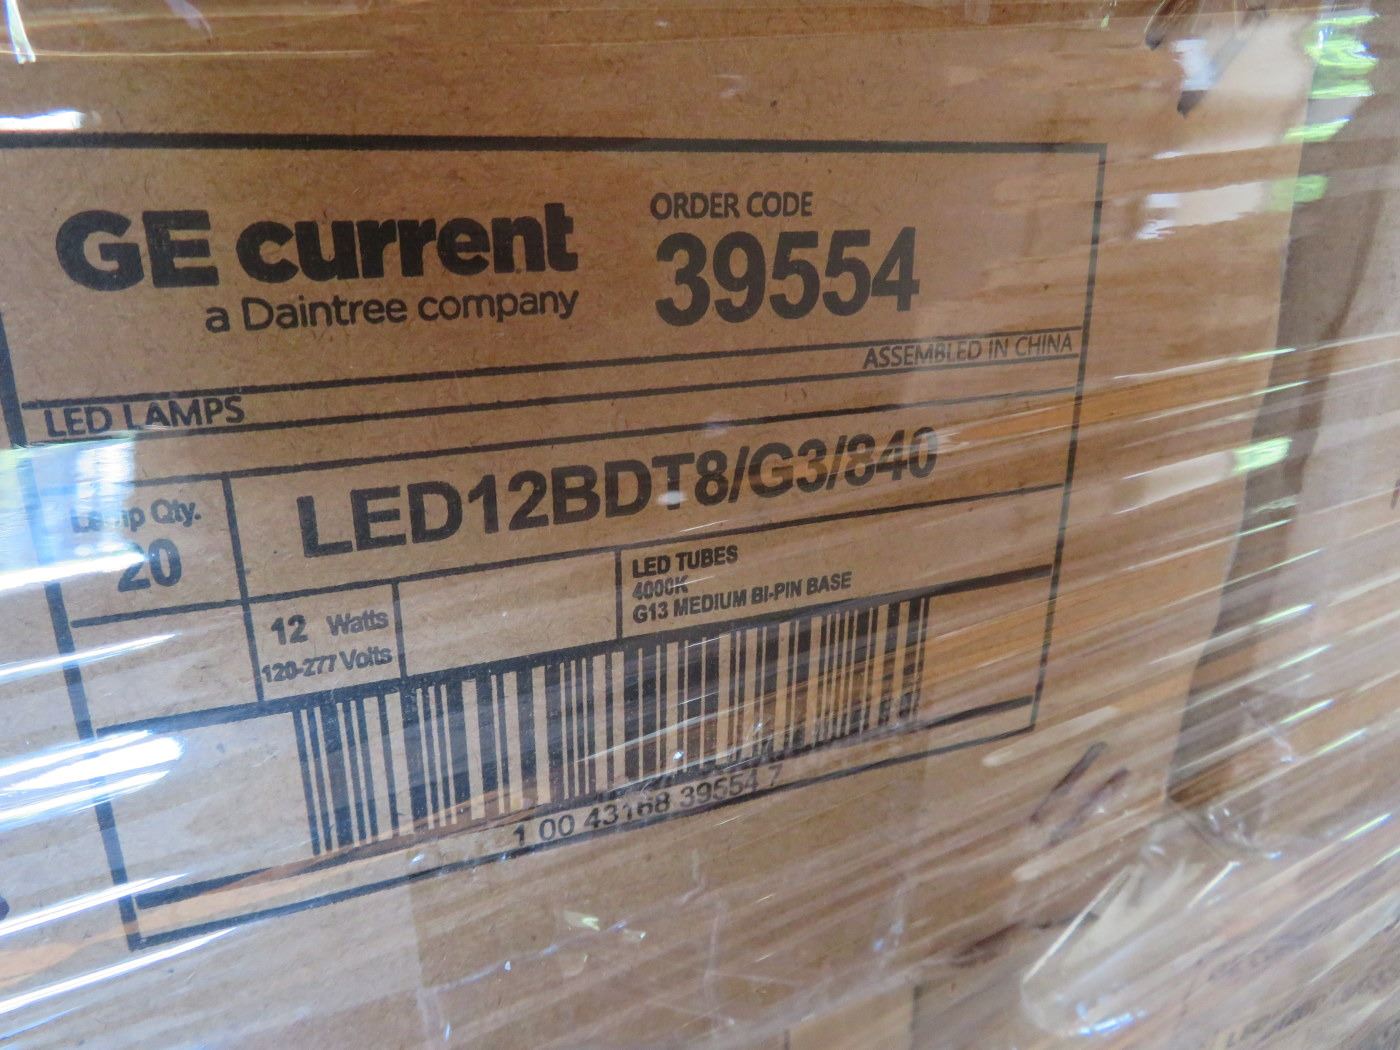 GE current
a Daintree company
ORDER CODE
39554
ASSEMBLED IN CHINA
LED LAMPS
LED12BDT8/G3/840
Lamp Qty.
20
12 Watts
120-277 Volts
LED TUBES
4000K
G13 MEDIUM BI-PIN BASE
1 00 43168 39554 7